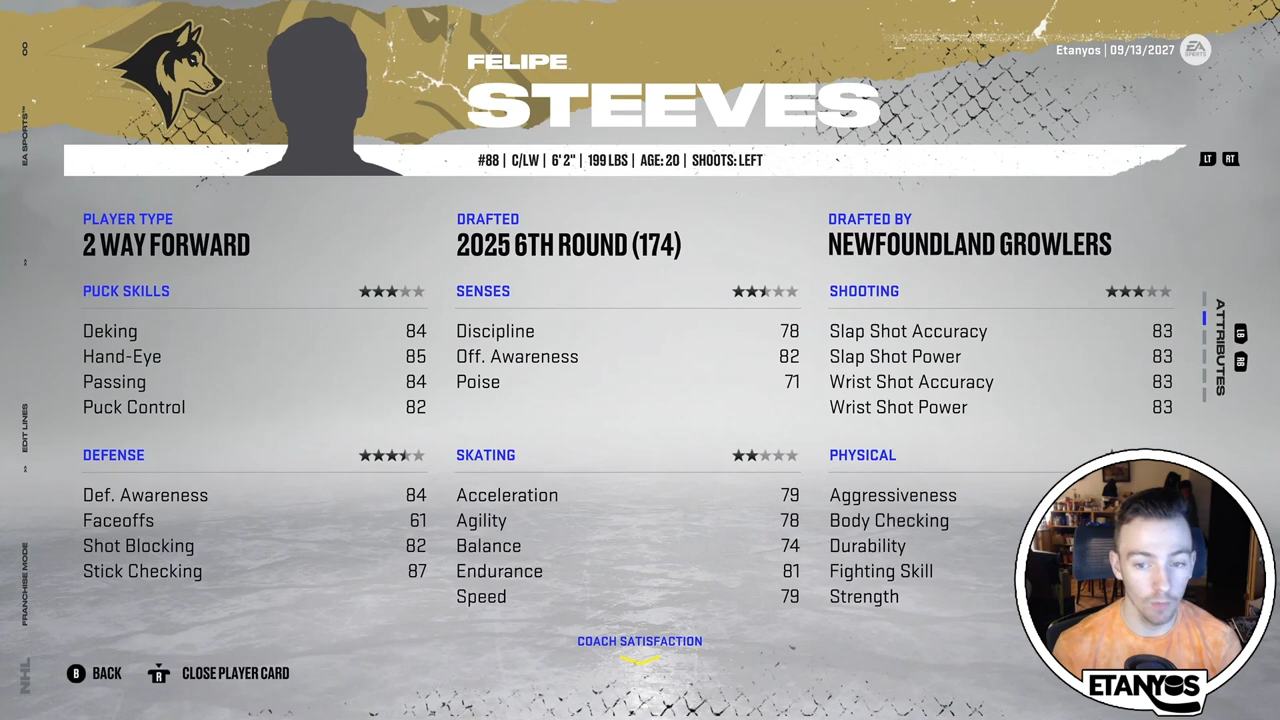 Etanyos | 09/13/2027
EA SPORTS
FELIPE
STEEVES
#88 | C/LW | 6' 2" | 199 LBS | AGE: 20 | SHOOTS: LEFT
LT RT
PLAYER TYPE
2 WAY FORWARD
DRAFTED
2025 6TH ROUND (174)
DRAFTED BY
NEWFOUNDLAND GROWLERS
PUCK SKILLS
Deking 84
Hand-Eye 85
Passing 84
Puck Control 82
SENSES
Discipline 78
Off. Awareness 82
Poise 71
SHOOTING
Slap Shot Accuracy 83
Slap Shot Power 83
Wrist Shot Accuracy 83
Wrist Shot Power 83
DEFENSE
Def. Awareness 84
Faceoffs 61
Shot Blocking 82
Stick Checking 87
SKATING
Acceleration 79
Agility 78
Balance 74
Endurance 81
Speed 79
PHYSICAL
Aggressiveness
Body Checking
Durability
Fighting Skill
Strength
ATTRIBUTES
LB RB
COACH SATISFACTION
B BACK
R CLOSE PLAYER CARD
EA SPORTS™
EDIT LINES
FRANCHISE MODE
NHL
ETANYOS